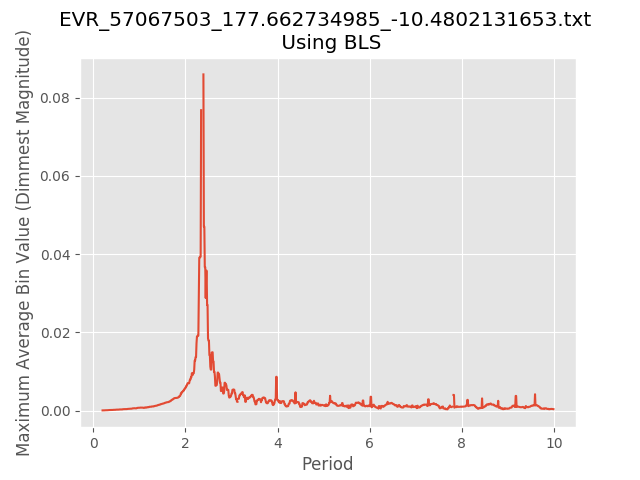 EVR_57067503_177.662734985_-10.4802131653.txt
Using BLS
Maximum Average Bin Value (Dimmest Magnitude)
0.08
0.06
0.04
0.02
0.00
0 2 4 6 8 10
Period